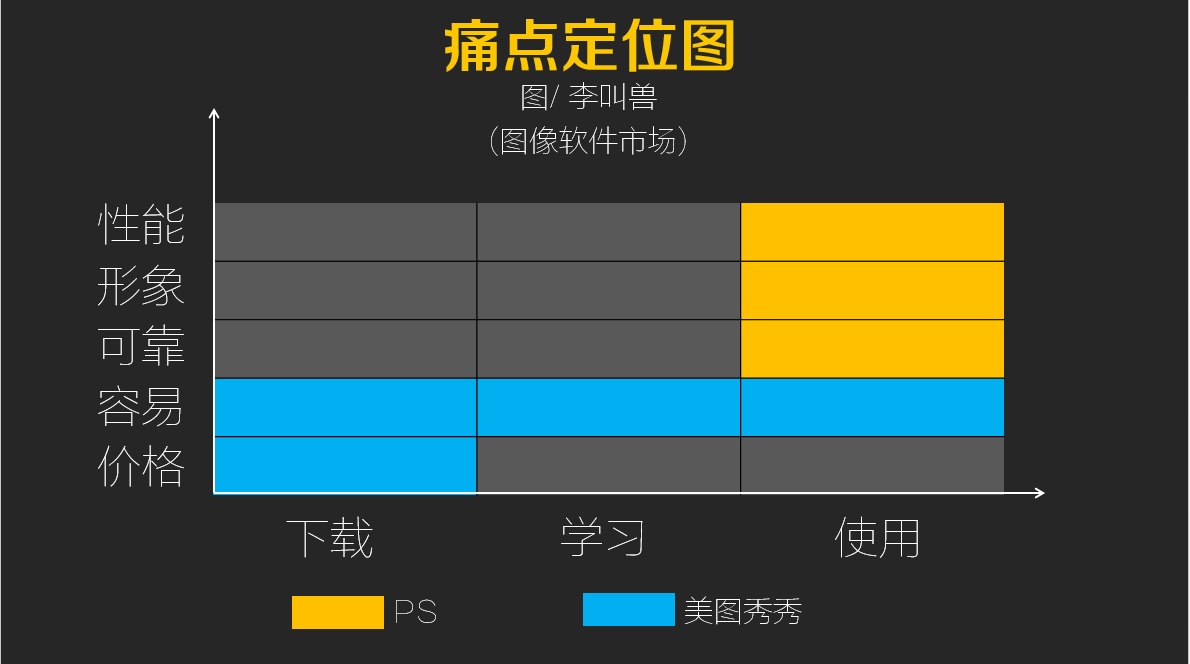 痛点定位图
图/ 李叫兽
（图像软件市场）
性能
形象
可靠
容易
价格
下载 学习 使用
PS 美图秀秀